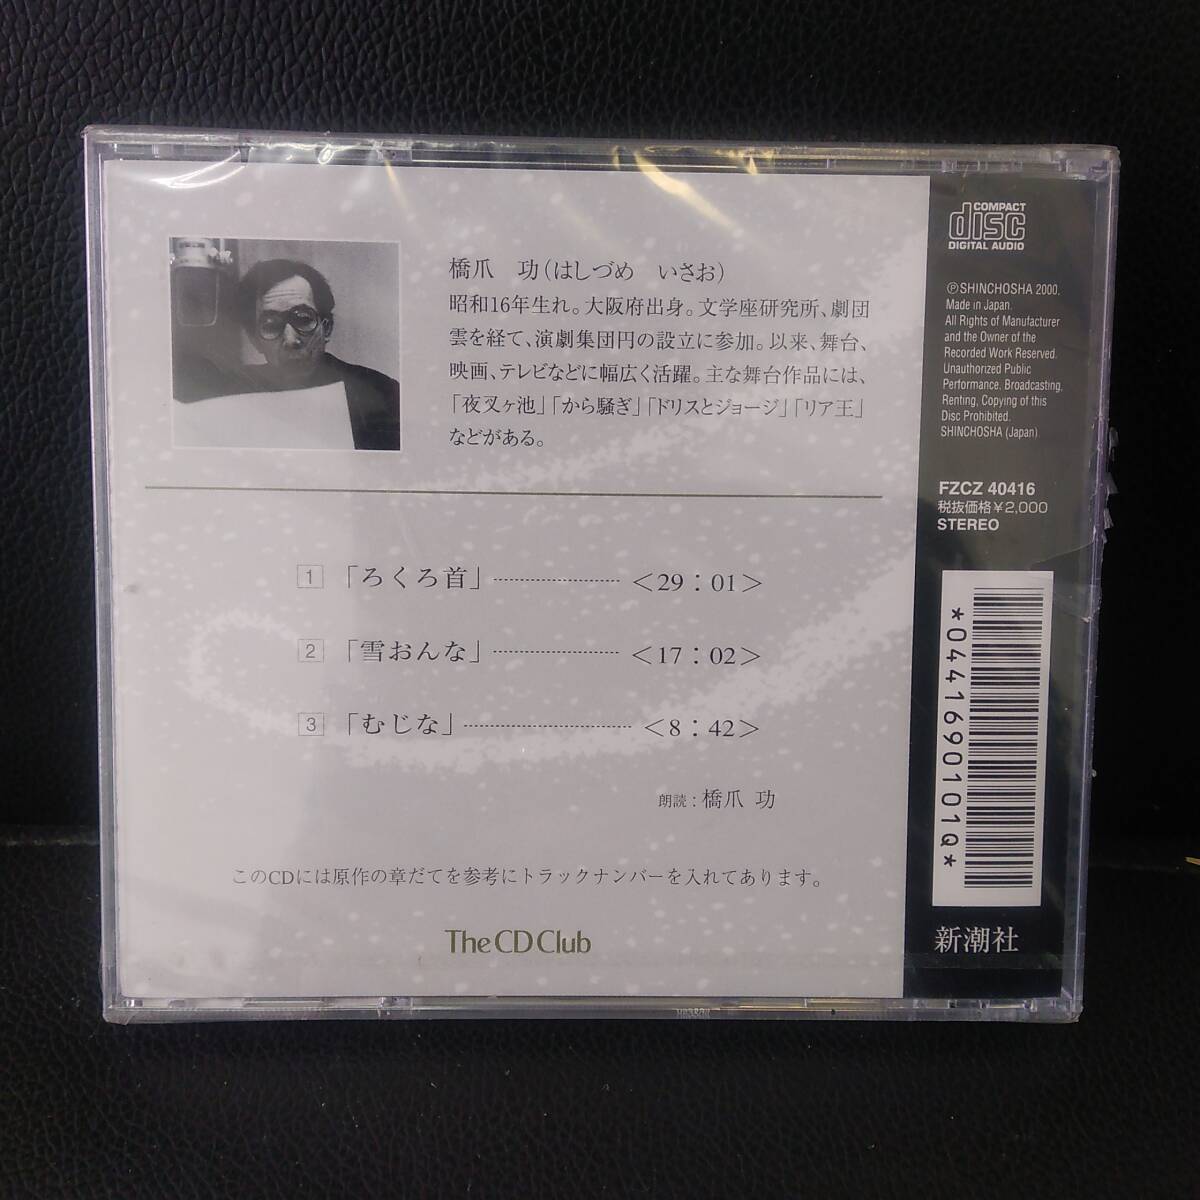 橋爪　功(はしづめ　いさお)
昭和16年生れ。大阪府出身。文学座研究所、劇団
雲を経て、演劇集団円の設立に参加。以来、舞台、
映画、テレビなどに幅広く活躍。主な舞台作品には、
「夜叉ヶ池」「から騒ぎ」「ドリスとジョージ」「リア王」
などがある。
1 「ろくろ首」 <29：01>
2 「雪おんな」 <17：02>
3 「むじな」 <8：42>
朗読：橋爪 功
このCDには原作の章だてを参考にトラックナンバーを入れてあります。
The CD Club
COMPACT
disc
DIGITAL AUDIO
Ⓟ SHINCHOSHA 2000,
Made in Japan.
All Rights of Manufacturer
and the Owner of the
Recorded Work Reserved.
Unauthorized Public
Performance, Broadcasting,
Renting, Copying of this
Disc Prohibited.
SHINCHOSHA (Japan)
FZCZ 40416
税抜価格¥2,000
STEREO
*0441690101Q*
新潮社